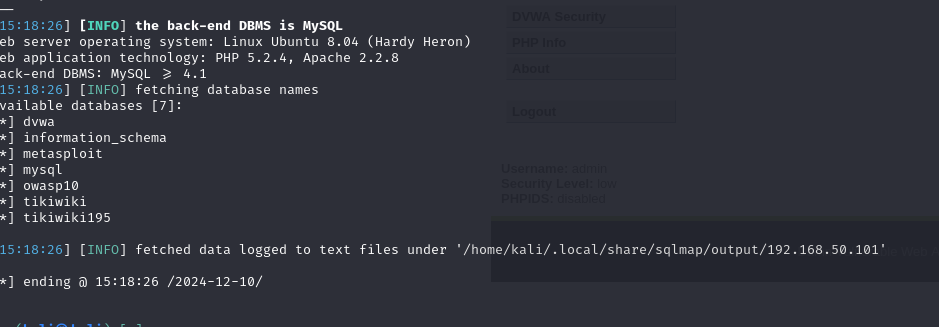 15:18:26] [INFO] the back-end DBMS is MySQL
eb server operating system: Linux Ubuntu 8.04 (Hardy Heron)
eb application technology: PHP 5.2.4, Apache 2.2.8
ack-end DBMS: MySQL ≥ 4.1
15:18:26] [INFO] fetching database names
vailable databases [7]:
*] dvwa
*] information_schema
*] metasploit
*] mysql
*] owasp10
*] tikiwiki
*] tikiwiki195
15:18:26] [INFO] fetched data logged to text files under '/home/kali/.local/share/sqlmap/output/192.168.50.101'
*] ending @ 15:18:26 /2024-12-10/
DVWA Security
PHP Info
About
Logout
Username: admin
Security Level: low
PHPIDS: disabled